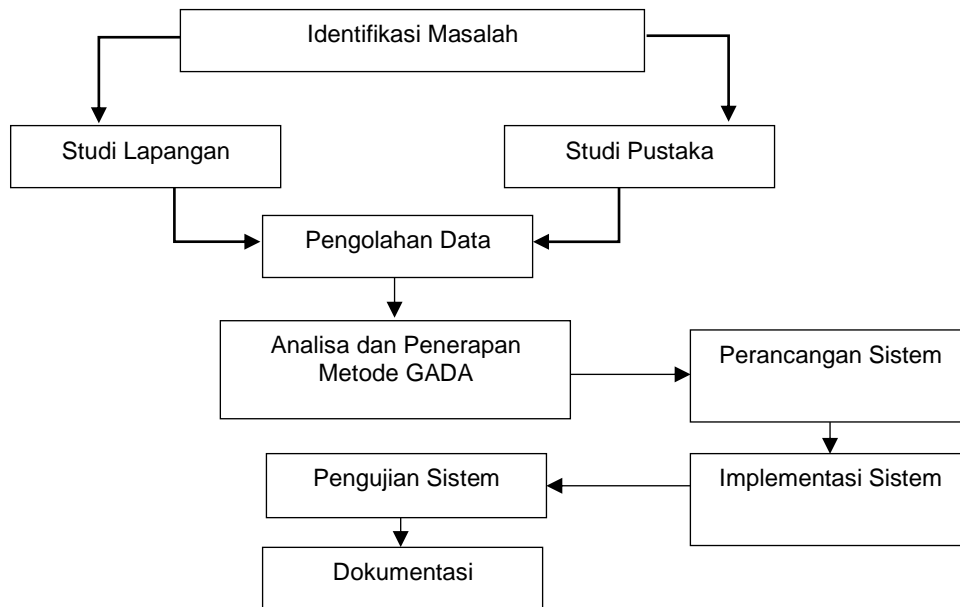 Identifikasi Masalah
Studi Lapangan
Studi Pustaka
Pengolahan Data
Analisa dan Penerapan
Metode GADA
Perancangan Sistem
Implementasi Sistem
Pengujian Sistem
Dokumentasi